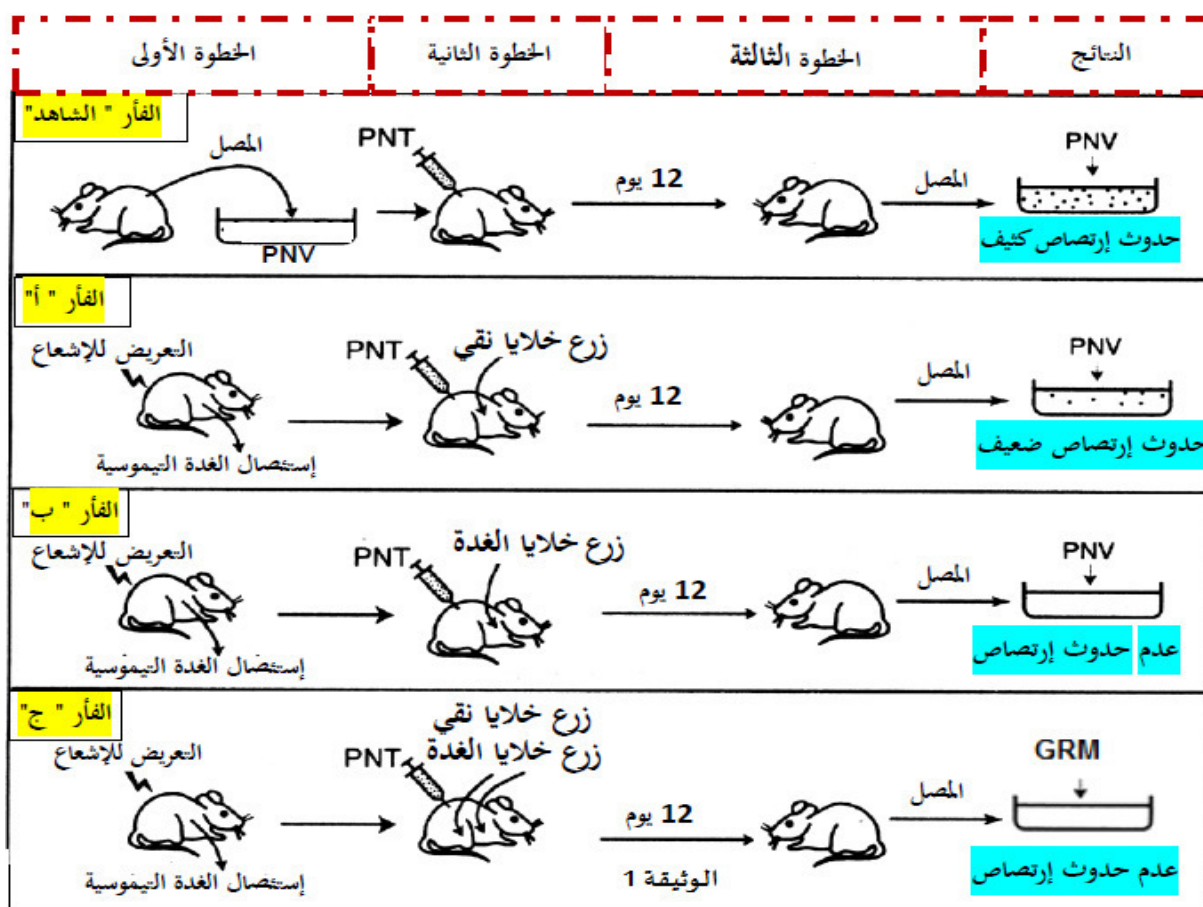 الخطوة الأولى
الخطوة الثانية
الخطوة الثالثة
النتائج
الفأر " الشاهد"
المصل
PNV
PNT
12 يوم
المصل
PNV
حدوث إرتصاص كثيف
الفأر " أ"
التعريض للإشعاع
إستئصال الغدة التيموسية
PNT
زرع خلايا نقي
12 يوم
المصل
PNV
حدوث إرتصاص ضعيف
الفأر " ب"
التعريض للإشعاع
إستئصال الغدة التيموسية
PNT
زرع خلايا الغدة
12 يوم
المصل
PNV
عدم حدوث إرتصاص
الفأر " ج"
التعريض للإشعاع
إستئصال الغدة التيموسية
زرع خلايا نقي
زرع خلايا الغدة
PNT
12 يوم
المصل
GRM
عدم حدوث إرتصاص
الوثيقة 1